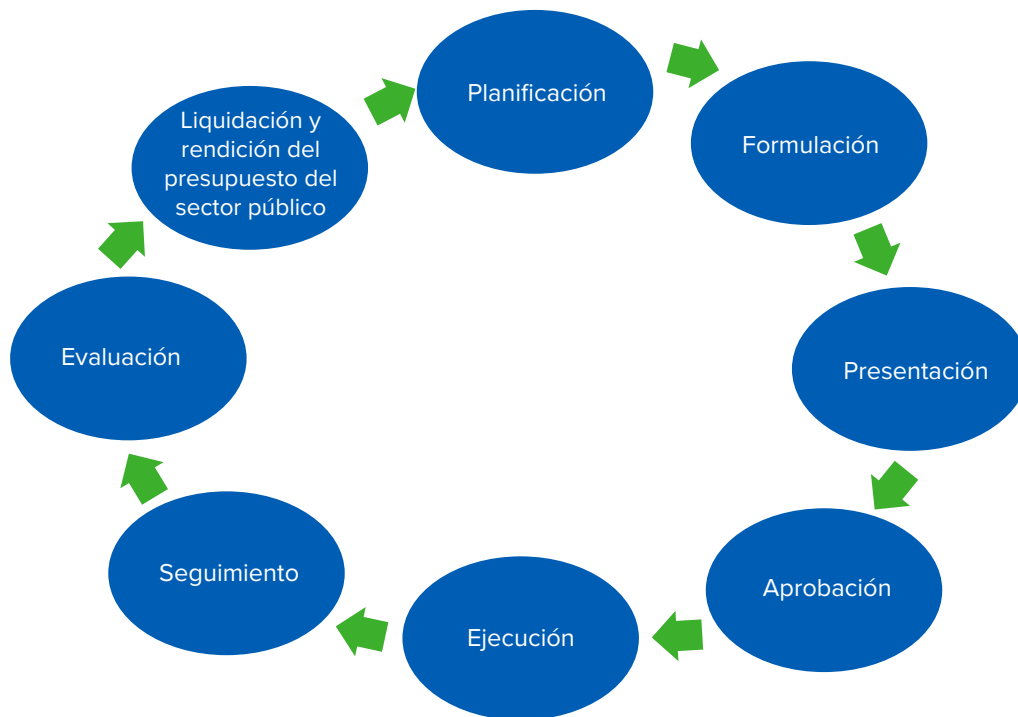 Planificación
Formulación
Presentación
Aprobación
Ejecución
Seguimiento
Evaluación
Liquidación y
rendición del
presupuesto del
sector público